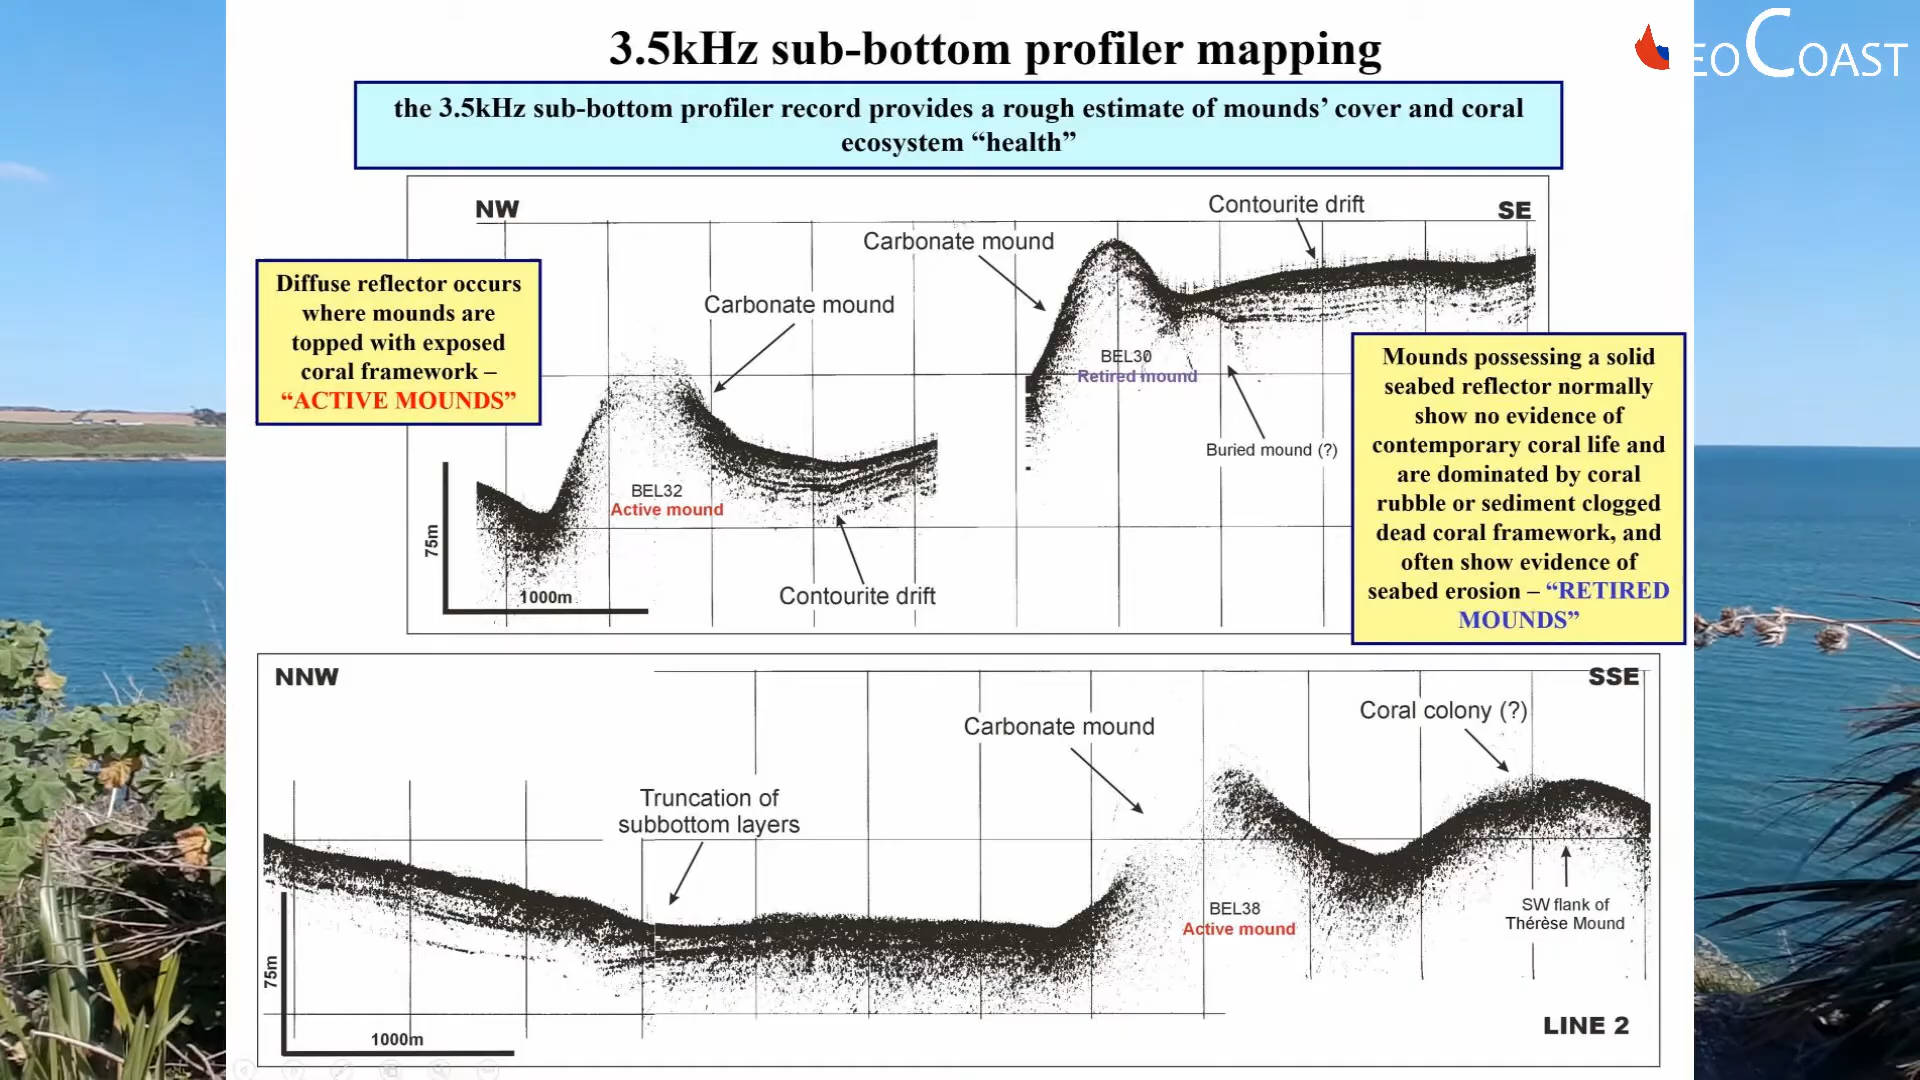 3.5kHz sub-bottom profiler mapping
EOCOAST
the 3.5kHz sub-bottom profiler record provides a rough estimate of mounds’ cover and coral
ecosystem “health”
NW
Contourite drift
SE
Carbonate mound
Diffuse reflector occurs
where mounds are
topped with exposed
coral framework –
“ACTIVE MOUNDS”
Carbonate mound
BEL30
Retired mound
Mounds possessing a solid
seabed reflector normally
show no evidence of
contemporary coral life and
are dominated by coral
rubble or sediment clogged
dead coral framework, and
often show evidence of
seabed erosion – “RETIRED
MOUNDS”
Buried mound (?)
BEL32
Active mound
75m
1000m
Contourite drift
NNW
SSE
Coral colony (?)
Carbonate mound
Truncation of
subbottom layers
BEL38
Active mound
SW flank of
Thérèse Mound
75m
1000m
LINE 2